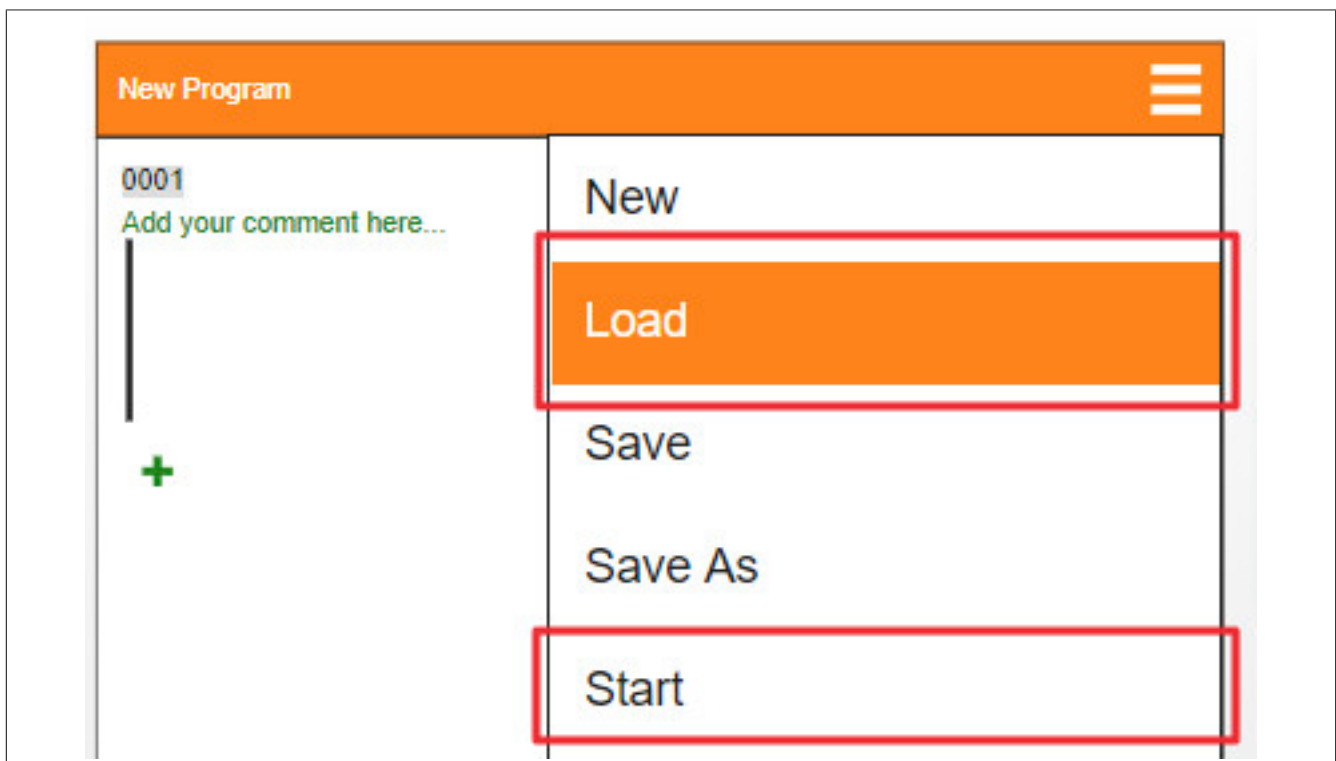 New Program
0001
Add your comment here...
New
Load
Save
Save As
Start